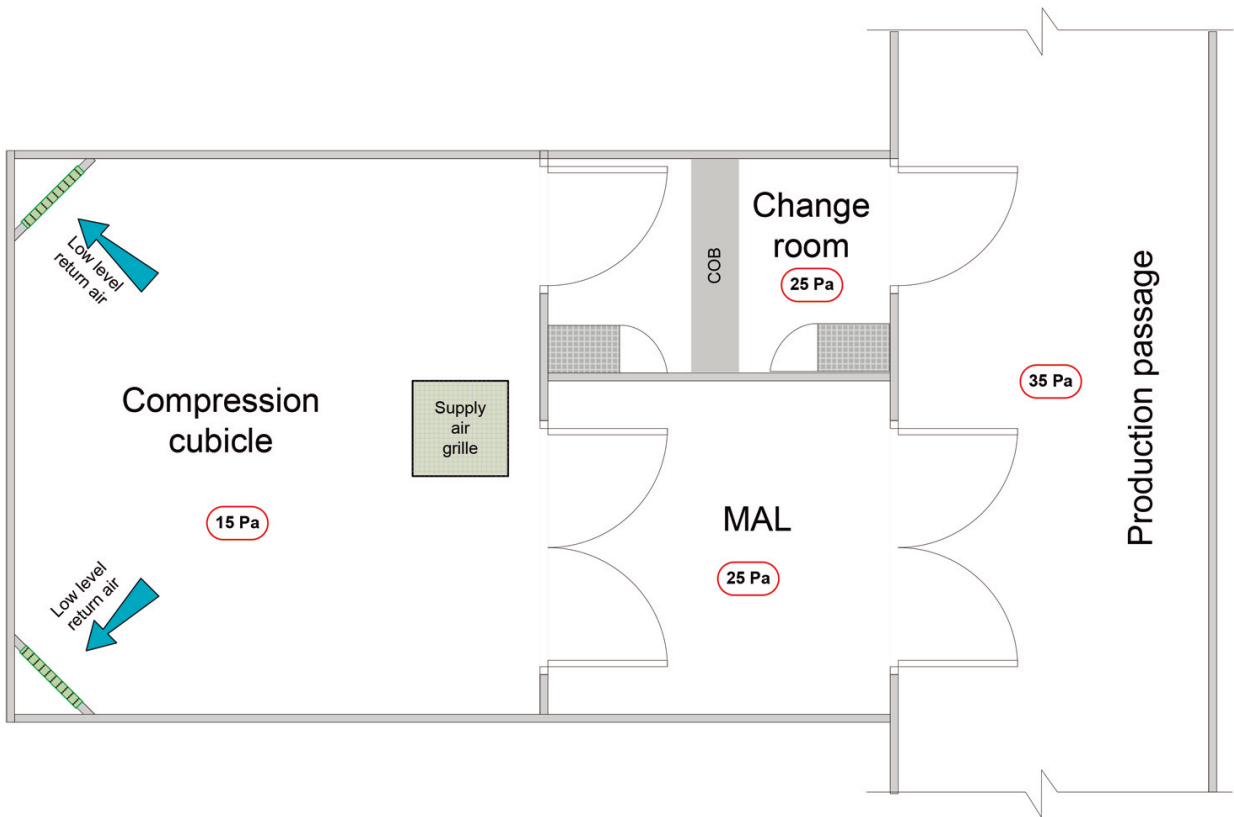 Low level
return air
Compression
cubicle
15 Pa
Low level
return air
Supply
air
grille
COB
Change
room
25 Pa
MAL
25 Pa
35 Pa
Production passage